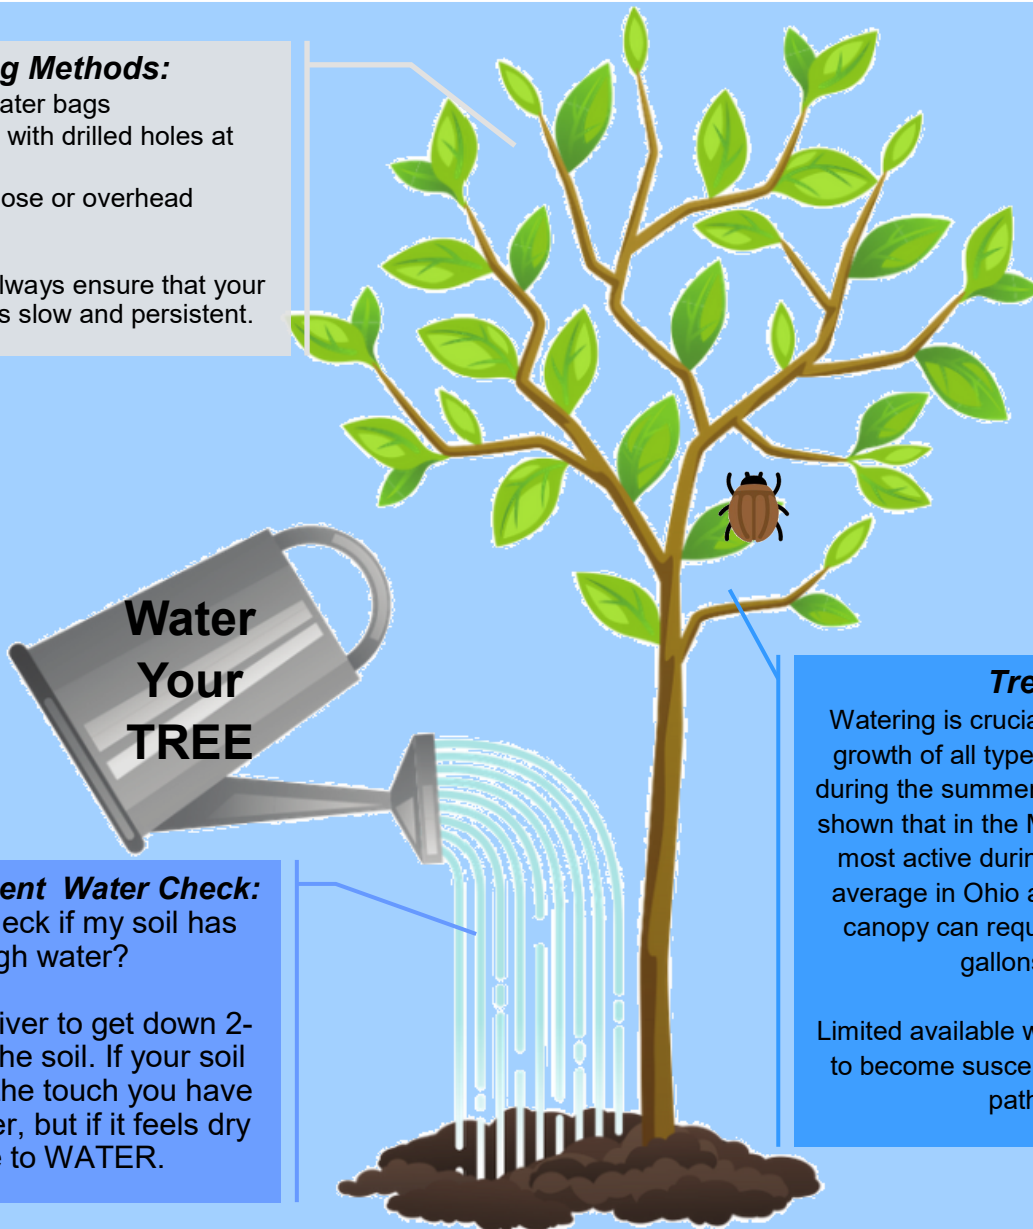 g Methods:
ater bags
with drilled holes at
ose or overhead
lways ensure that your
s slow and persistent.
Water
Your
TREE
Tre
Watering is crucia
growth of all type
during the summer
shown that in the M
most active durin
average in Ohio a
canopy can requ
gallons
Limited available w
to become susce
path
ent Water Check:
eck if my soil has
gh water?
iver to get down 2-
he soil. If your soil
he touch you have
er, but if it feels dry
e to WATER.